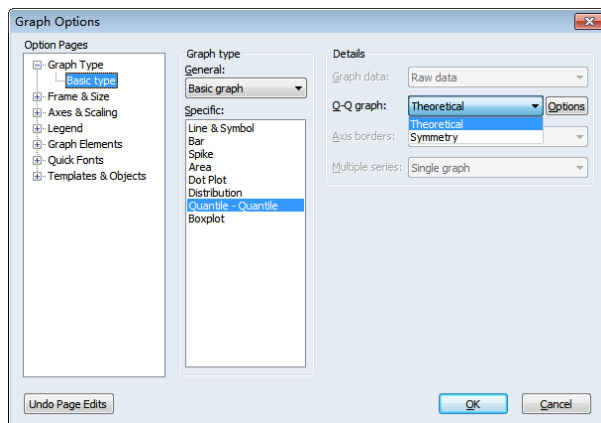 Graph Options
Option Pages
Graph Type
Basic type
Frame & Size
Axes & Scaling
Legend
Graph Elements
Quick Fonts
Templates & Objects
Graph type
General:
Basic graph
Specific:
Line & Symbol
Bar
Spike
Area
Dot Plot
Distribution
Quantile - Quantile
Boxplot
Details
Graph data: Raw data
Q-Q graph: Theoretical Options
Theoretical
Symmetry
Axis borders:
Multiple series: Single graph
Undo Page Edits
OK
Cancel